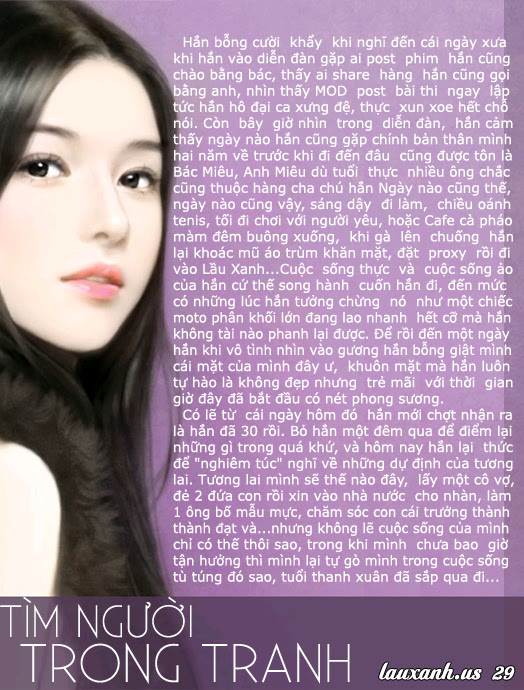 Hắn bỗng cười khẩy khi nghĩ đến cái ngày xưa
khi hắn vào diễn đàn gặp ai post phim hắn cũng
chào bằng bác, thấy ai share hàng hắn cũng gọi
bằng anh, nhìn thấy MOD post bài thì ngay lập
tức hắn hô đại ca xưng đệ, thực xun xoe hết chỗ
nói. Còn bây giờ nhìn trong diễn đàn, hắn cảm
thấy ngày nào hắn cũng gặp chính bản thân mình
hai năm về trước khi đi đến đâu cũng được tôn là
Bác Miêu, Anh Miêu dù tuổi thực nhiều ông chắc
cũng thuộc hàng cha chú hắn Ngày nào cũng thế,
ngày nào cũng vậy, sáng dậy đi làm, chiều oánh
tenis, tối đi chơi với người yêu, hoặc Cafe cà pháo
màm đêm buông xuống, khi gà lên chuồng hắn
lại khoác mũ áo trùm khăn mặt, đặt proxy rồi đi
vào Lầu Xanh...Cuộc sống thực và cuộc sống ảo
của hắn cứ thế song hành cuốn hắn đi, đến mức
có những lúc hắn tưởng chừng nó như một chiếc
moto phân khối lớn đang lao nhanh hết cỡ mà hắn
không tài nào phanh lại được. Để rồi đến một ngày
hắn khi vô tình nhìn vào gương hắn bỗng giật mình
cái mặt của mình đây ư, khuôn mặt mà hắn luôn
tự hào là không đẹp nhưng trẻ mãi với thời gian
giờ đây đã bắt đầu có nét phong sương.
Có lẽ từ cái ngày hôm đó hắn mới chợt nhận ra
là hắn đã 30 rồi. Bỏ hắn một đêm qua để điểm lại
những gì trong quá khứ, và hôm nay hắn lại thức
để "nghiêm túc" nghĩ về những dự định của tương
lai. Tương lai mình sẽ thế nào đây, lấy một cô vợ,
đẻ 2 đứa con rồi xin vào nhà nước cho nhàn, làm
1 ông bố mẫu mực, chăm sóc con cái trưởng thành
thành đạt và...nhưng không lẽ cuộc sống của mình
chỉ có thế thôi sao, trong khi mình chưa bao giờ
tận hưởng thì mình lại tự gò mình trong cuộc sống
tù túng đó sao, tuổi thanh xuân đã sắp qua đi...
TÌM NGƯỜI
TRONG TRANH
lauxanh.us 29